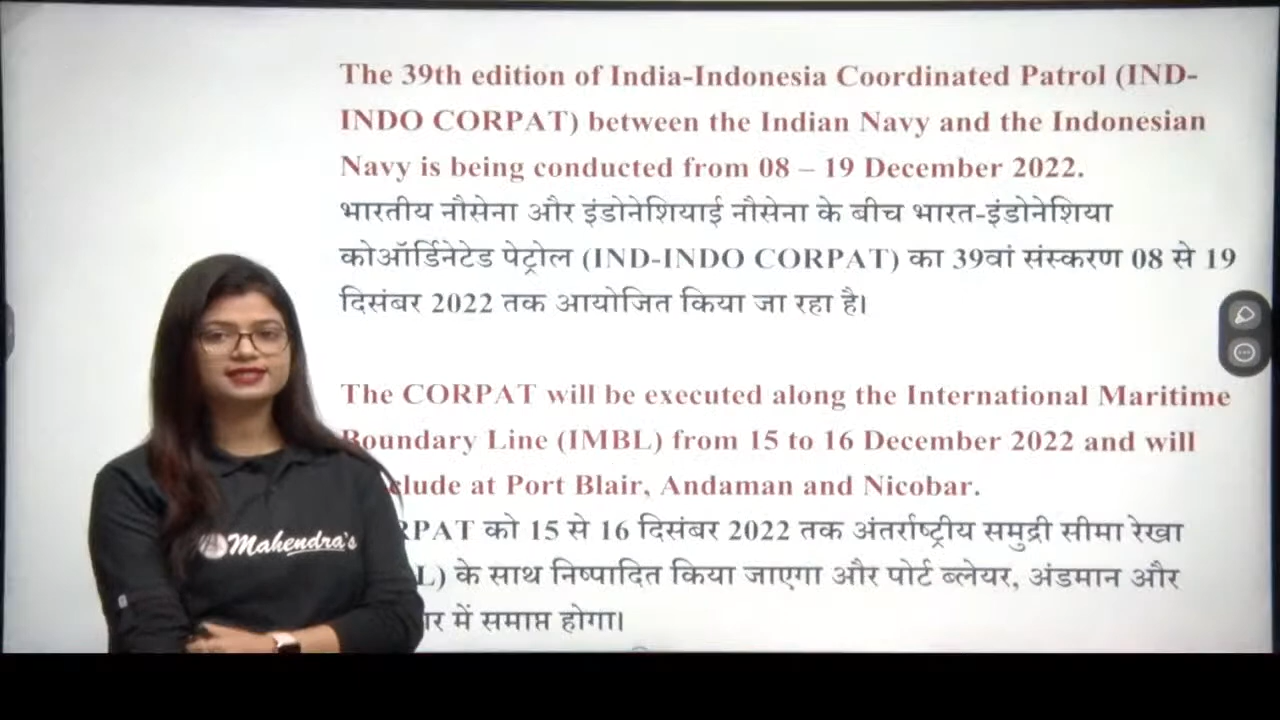 The 39th edition of India-Indonesia Coordinated Patrol (IND-
INDO CORPAT) between the Indian Navy and the Indonesian
Navy is being conducted from 08 – 19 December 2022.
भारतीय नौसेना और इंडोनेशियाई नौसेना के बीच भारत-इंडोनेशिया
कोऑर्डिनेटेड पेट्रोल (IND-INDO CORPAT) का 39वां संस्करण 08 से 19
दिसंबर 2022 तक आयोजित किया जा रहा है।
The CORPAT will be executed along the International Maritime
Boundary Line (IMBL) from 15 to 16 December 2022 and will
at Port Blair, Andaman and Nicobar.
को 15 से 16 दिसंबर 2022 तक अंतर्राष्ट्रीय समुद्री सीमा रेखा
के साथ निष्पादित किया जाएगा और पोर्ट ब्लेयर, अंडमान और
में समाप्त होगा।
Mahendra's